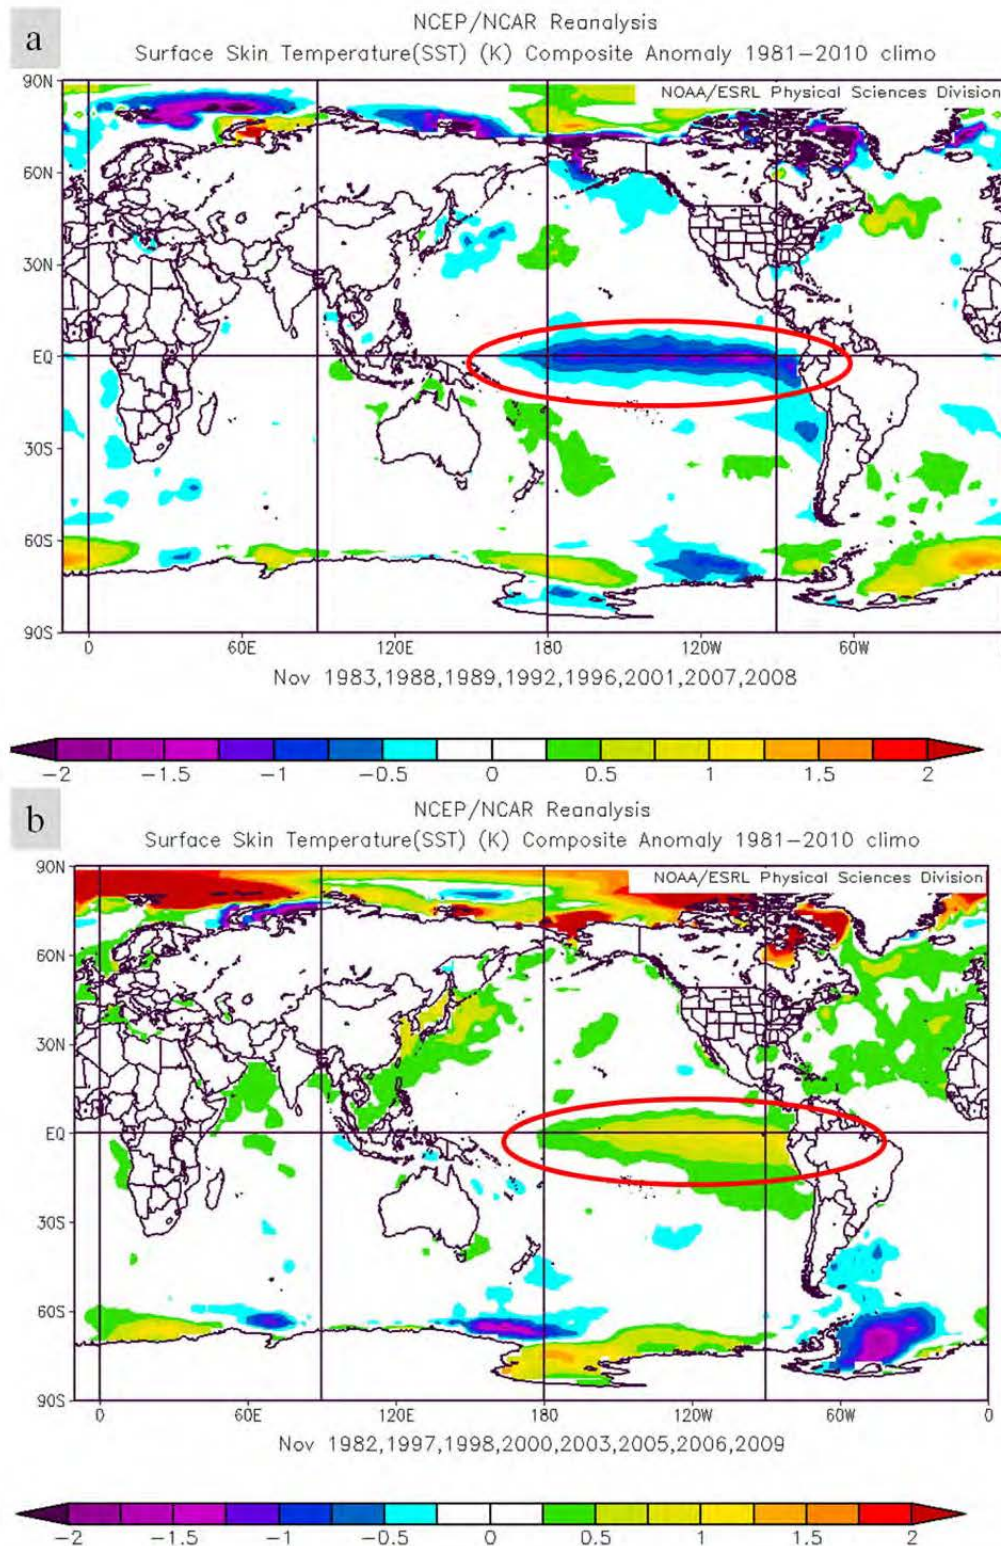 a
NCEP/NCAR Reanalysis
Surface Skin Temperature(SST) (K) Composite Anomaly 1981–2010 climo
NOAA/ESRL Physical Sciences Division
90N
60N
30N
EQ
30S
60S
90S
0 60E 120E 180 120W 60W
Nov 1983,1988,1989,1992,1996,2001,2007,2008
−2 −1.5 −1 −0.5 0 0.5 1 1.5 2
b
NCEP/NCAR Reanalysis
Surface Skin Temperature(SST) (K) Composite Anomaly 1981–2010 climo
NOAA/ESRL Physical Sciences Division
90N
60N
30N
EQ
30S
60S
90S
0 60E 120E 180 120W 60W 0
Nov 1982,1997,1998,2000,2003,2005,2006,2009
−2 −1.5 −1 −0.5 0 0.5 1 1.5 2